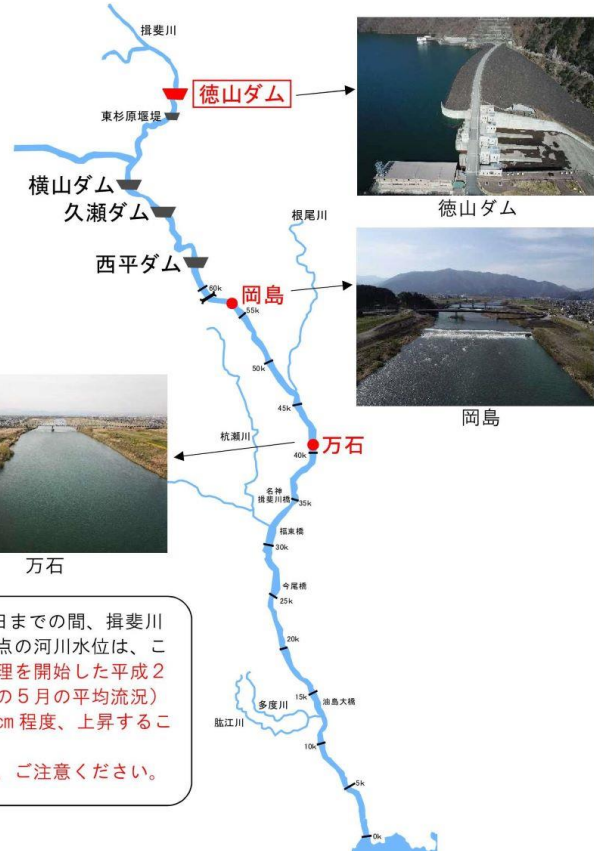 揖斐川
徳山ダム
東杉原堰堤
徳山ダム
横山ダム
久瀬ダム
根尾川
西平ダム
60k
岡島
55k
50k
岡島
45k
杭瀬川
万石
40k
名神
揖斐川橋
35k
福束橋
30k
万石
今尾橋
25k
日までの間、揖斐川
点の河川水位は、こ
理を開始した平成２
の５月の平均流況）
cm 程度、上昇するこ
、ご注意ください。
20k
15k
油島大橋
多度川
肱江川
10k
5k
0k